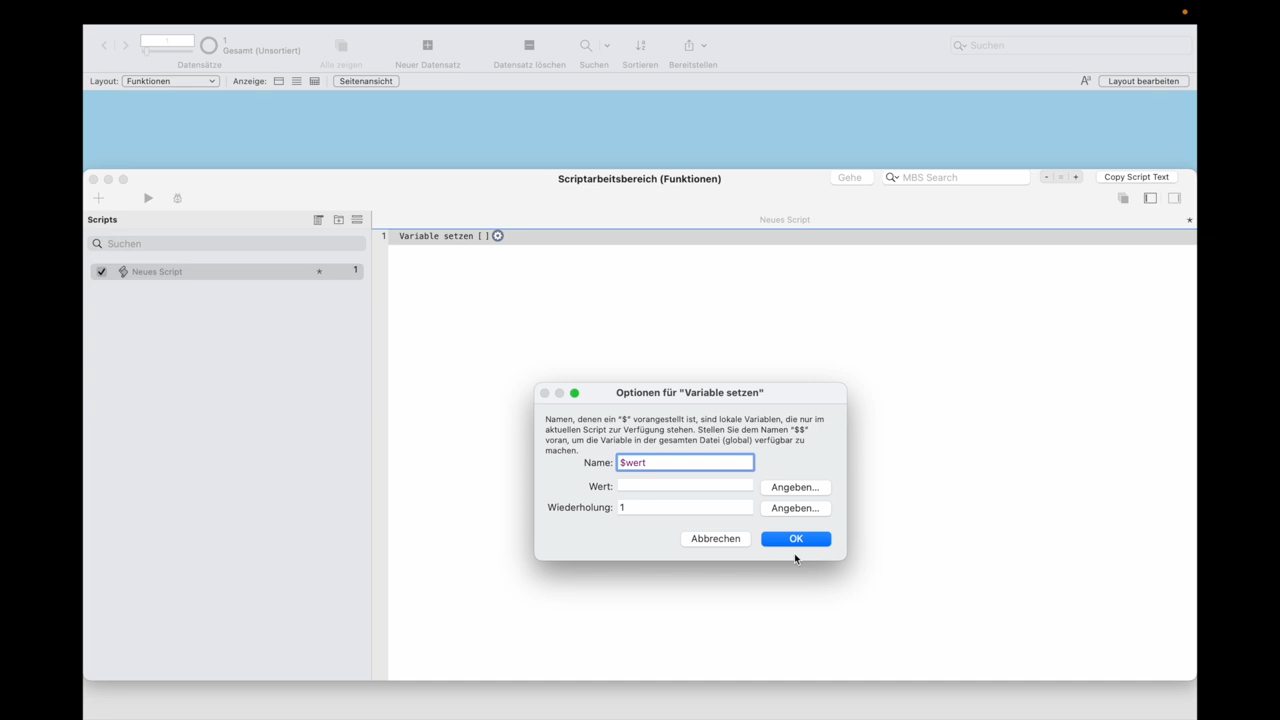 1
1
Gesamt (Unsortiert)
Datensätze
Alle zeigen
Neuer Datensatz
Datensatz löschen
Suchen
Sortieren
Bereitstellen
Suchen
Layout: Funktionen Anzeige: Seitenansicht
Aa Layout bearbeiten
Scriptarbeitsbereich (Funktionen)
Gehe
MBS Search
- = +
Copy Script Text
Scripts
Neues Script *
Suchen
1 Variable setzen [ ]
Neues Script * 1
Optionen für "Variable setzen"
Namen, denen ein "$" vorangestellt ist, sind lokale Variablen, die nur im
aktuellen Script zur Verfügung stehen. Stellen Sie dem Namen "$$"
voran, um die Variable in der gesamten Datei (global) verfügbar zu
machen.
Name: $wert
Wert: Angeben...
Wiederholung: 1 Angeben...
Abbrechen OK